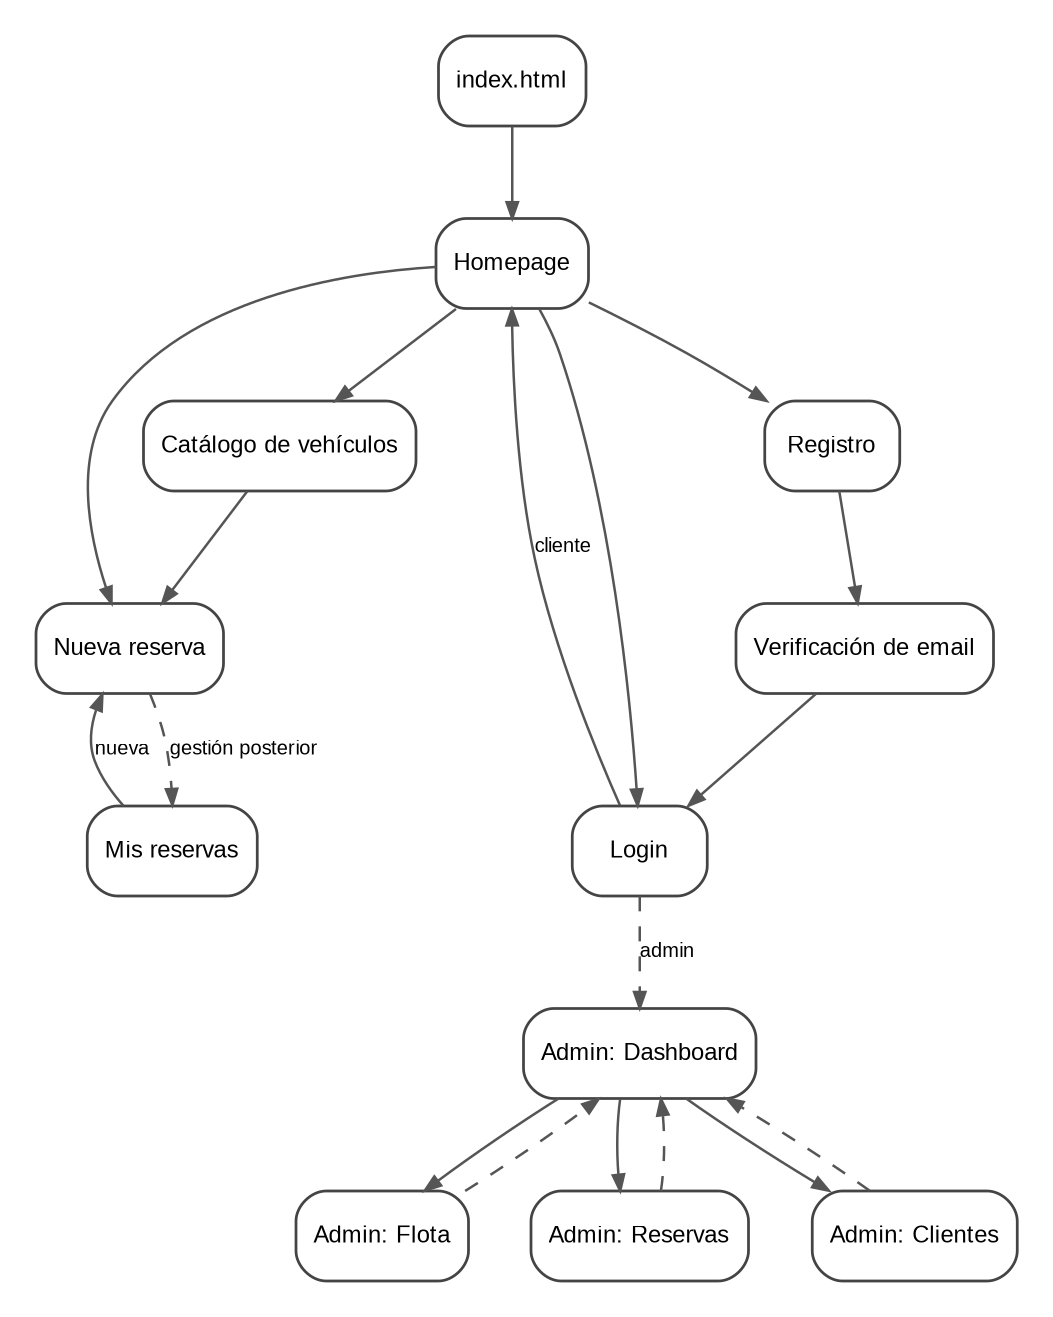 index.html
Homepage
Catálogo de vehículos
Registro
cliente
Nueva reserva
Verificación de email
nueva
gestión posterior
Mis reservas
Login
admin
Admin: Dashboard
Admin: Flota
Admin: Reservas
Admin: Clientes